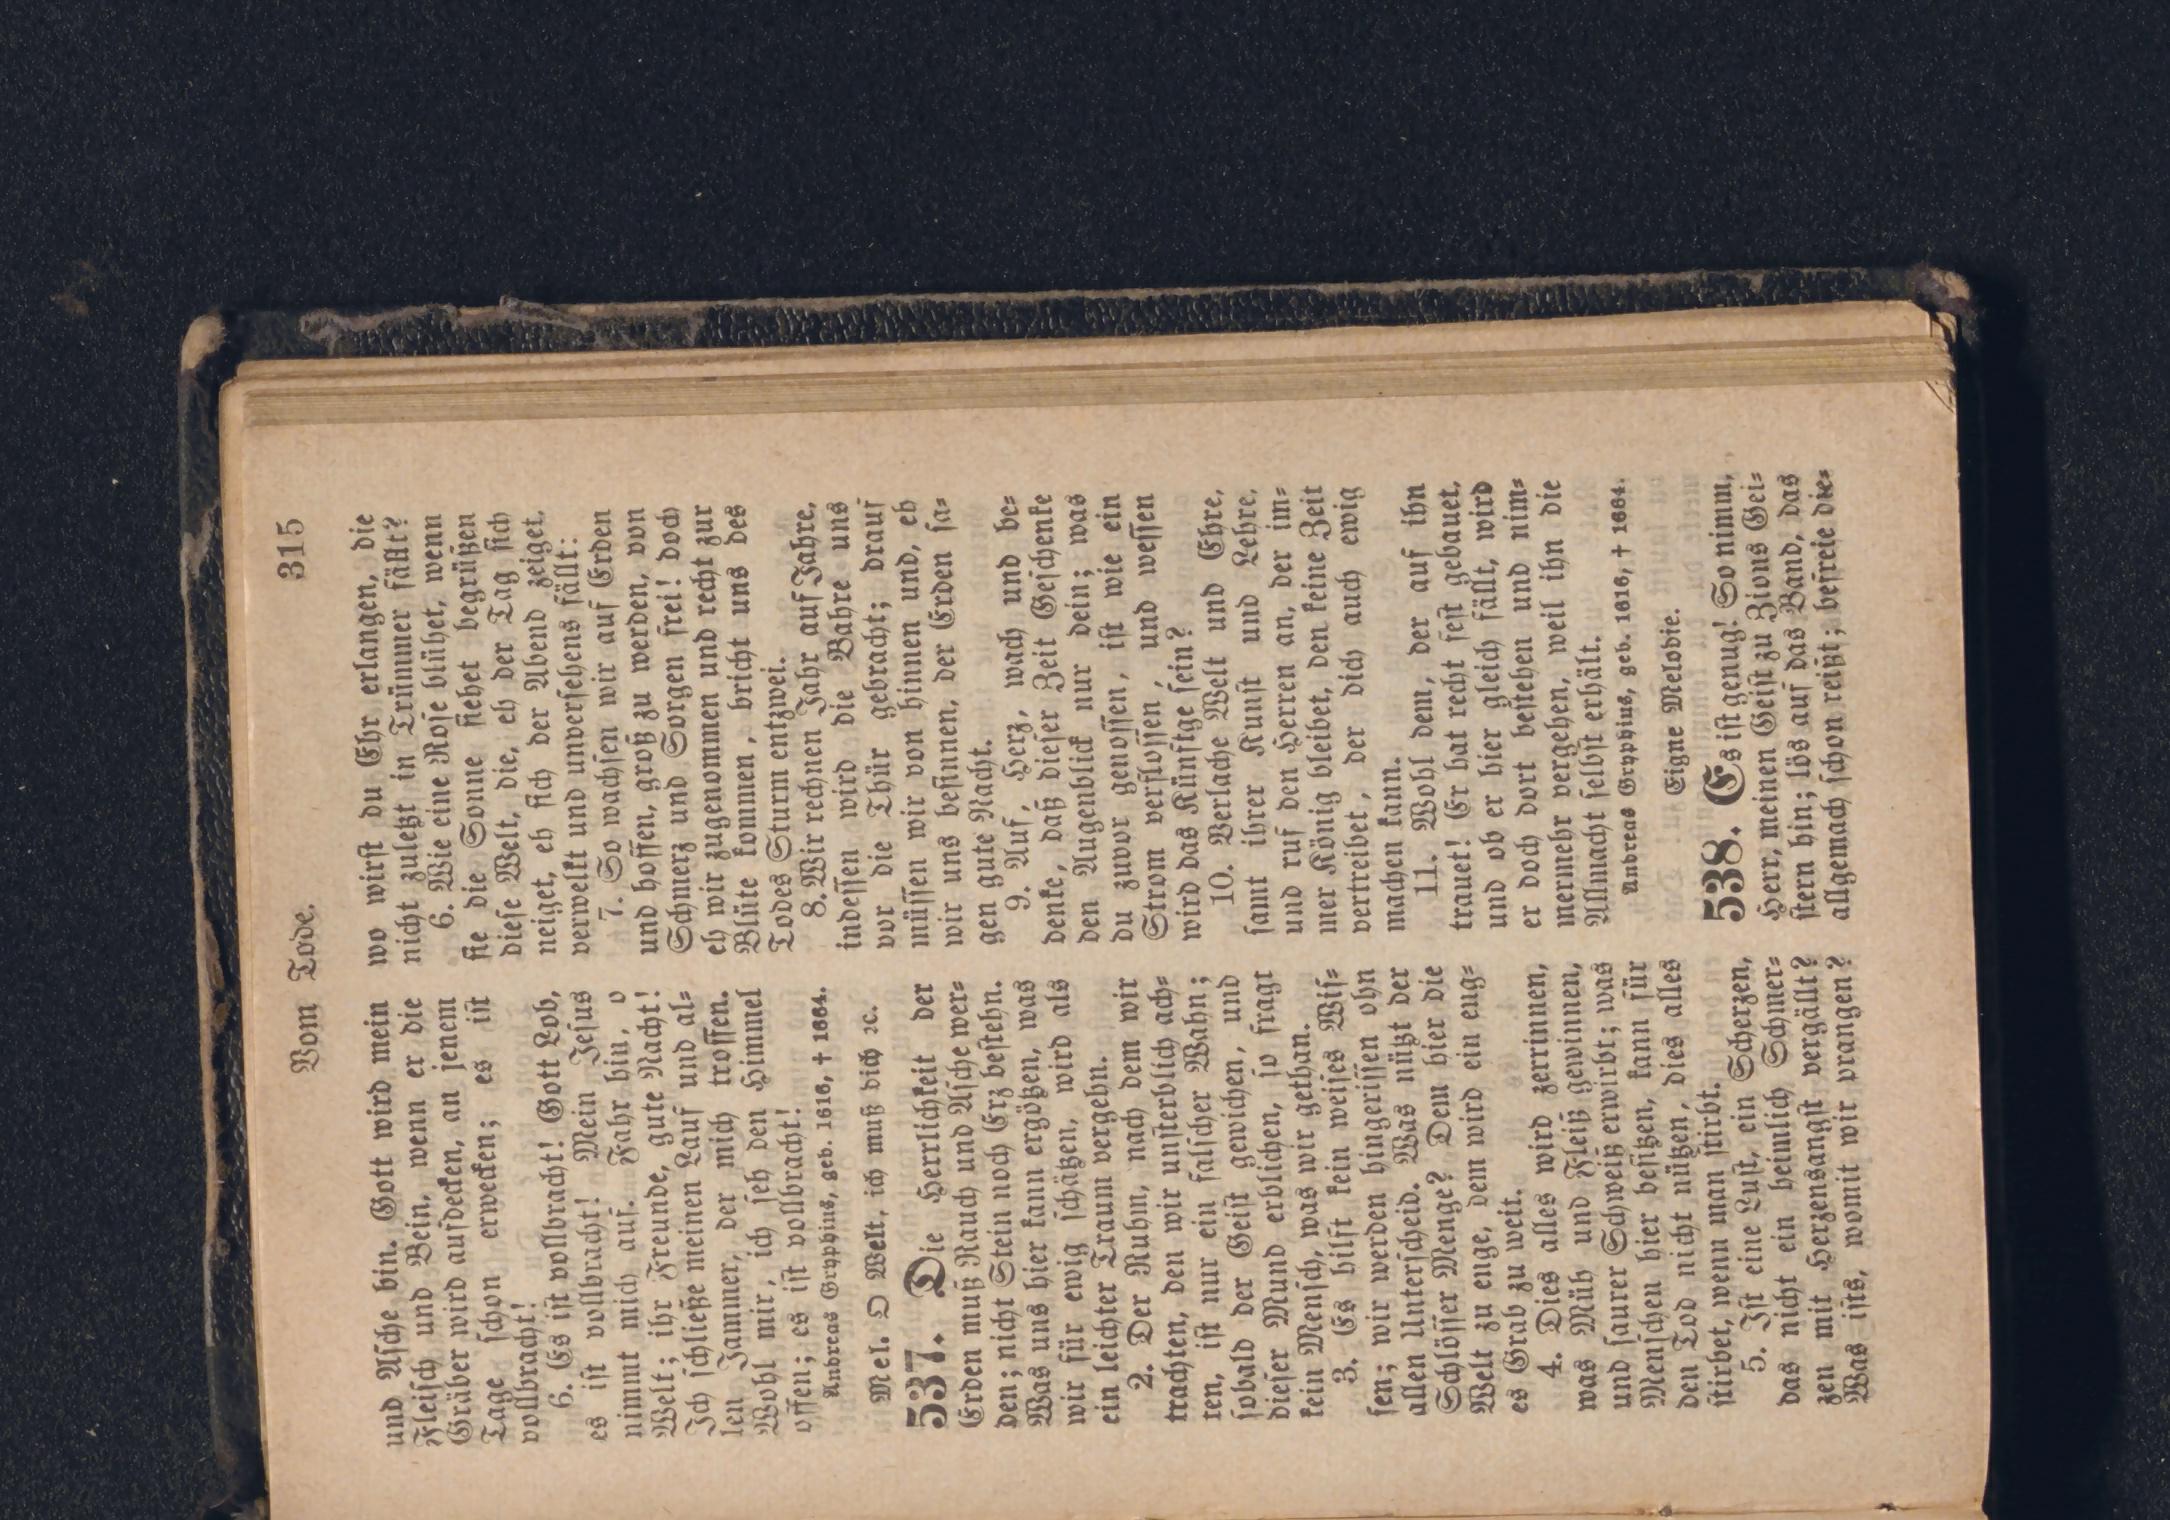 Vom Tode. 315
und Asche bin. Gott wird mein
Fleisch und Bein, wenn er die
Gräber wird aufdecken, an jenem
Tage schon erwecken; es ist
vollbracht!
6. Es ist vollbracht! Gott Lob,
es ist vollbracht! Mein Jesus
nimmt mich auf. Fahr hin, o
Welt; ihr Freunde, gute Nacht!
Ich schließe meinen Lauf und al-
len Jammer, der mich troffen.
Wohl mir, ich seh den Himmel
offen; es ist vollbracht!
Andreas Gryphius, geb. 1616, † 1664.
Mel. O Welt, ich muß dich ꝛc.
537. Die Herrlichkeit der
Erden muß Rauch und Asche wer-
den; nicht Stein noch Erz bestehn.
Was uns hier kann ergötzen, was
wir für ewig schätzen, wird als
ein leichter Traum vergehn.
2. Der Ruhm, nach dem wir
trachten, den wir unsterblich ach-
ten, ist nur ein falscher Wahn;
sobald der Geist gewichen, und
dieser Mund erblichen, so fragt
kein Mensch, was wir gethan.
3. Es hilft kein weises Wis-
sen; wir werden hingerissen ohn
allen Unterscheid. Was nützt der
Schlösser Menge? Dem hier die
Welt zu enge, dem wird ein eng-
es Grab zu weit.
4. Dies alles wird zerrinnen,
was Müh und Fleiß gewinnen,
und saurer Schweiß erwirbt; was
Menschen hier besitzen, kann für
den Tod nicht nützen, dies alles
stirbet, wenn man stirbt.
5. Ist eine Lust, ein Scherzen,
das nicht ein heimlich Schmer-
zen mit Herzensangst vergällt?
Was ists, womit wir prangen?
wo wirst du Ehr erlangen, die
nicht zuletzt in Trümmer fällt?
6. Wie eine Rose blühet, wenn
sie die Sonne siehet begrüßen
diese Welt, die, eh der Tag sich
neiget, eh sich der Abend zeiget,
verwelkt und unversehens fällt:
7. So wachsen wir auf Erden
und hoffen, groß zu werden, von
Schmerz und Sorgen frei! doch
eh wir zugenommen und recht zur
Blüte kommen, bricht uns des
Todes Sturm entzwei.
8. Wir rechnen Jahr auf Jahre,
indessen wird die Bahre uns
vor die Thür gebracht; drauf
müssen wir von hinnen und, eh
wir uns besinnen, der Erden sa-
gen gute Nacht.
9. Auf, Herz, wach und be-
denke, daß dieser Zeit Geschenke
den Augenblick nur dein; was
du zuvor genossen, ist wie ein
Strom verflossen, und wessen
wird das Künftge sein?
10. Verlache Welt und Ehre,
samt ihrer Kunst und Lehre,
und ruf den Herren an, der im-
mer König bleibet, den keine Zeit
vertreibet, der dich auch ewig
machen kann.
11. Wohl dem, der auf ihn
trauet! Er hat recht fest gebauet,
und ob er hier gleich fällt, wird
er doch dort bestehen und nim-
mermehr vergehen, weil ihn die
Allmacht selbst erhält.
Andreas Gryphius, geb. 1616, † 1664.
Eigne Melodie.
538. Es ist genug! So nimm,
Herr, meinen Geist zu Zions Gei-
stern hin; lös auf das Band, das
allgemach schon reißt; befreie die-